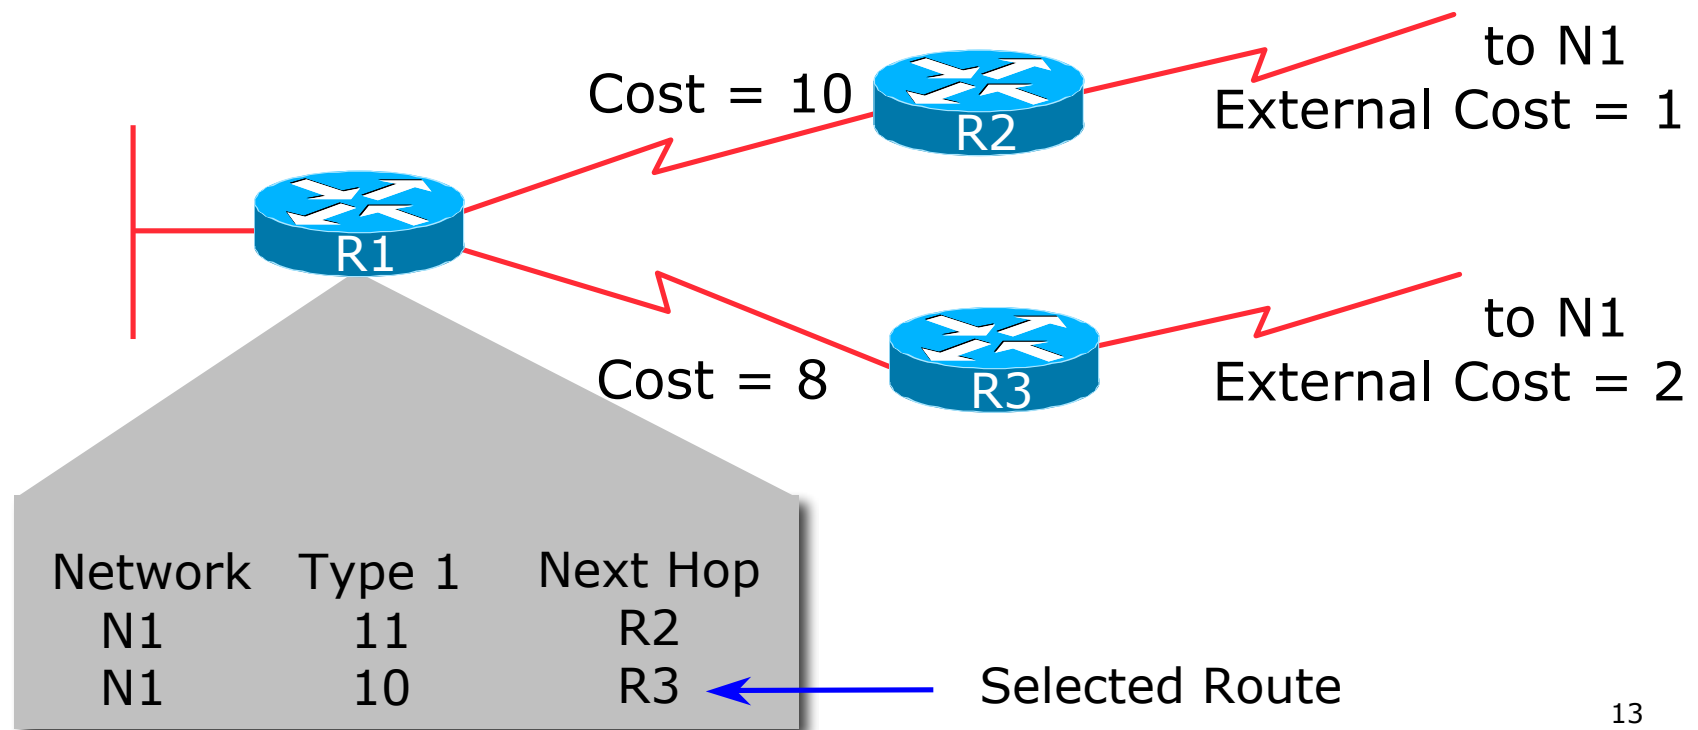 to N1
Cost = 10
External Cost = 1
R2
R1
to N1
Cost = 8
R3
External Cost = 2
Network Type 1 Next Hop
N1 11 R2
N1 10 R3
Selected Route
13